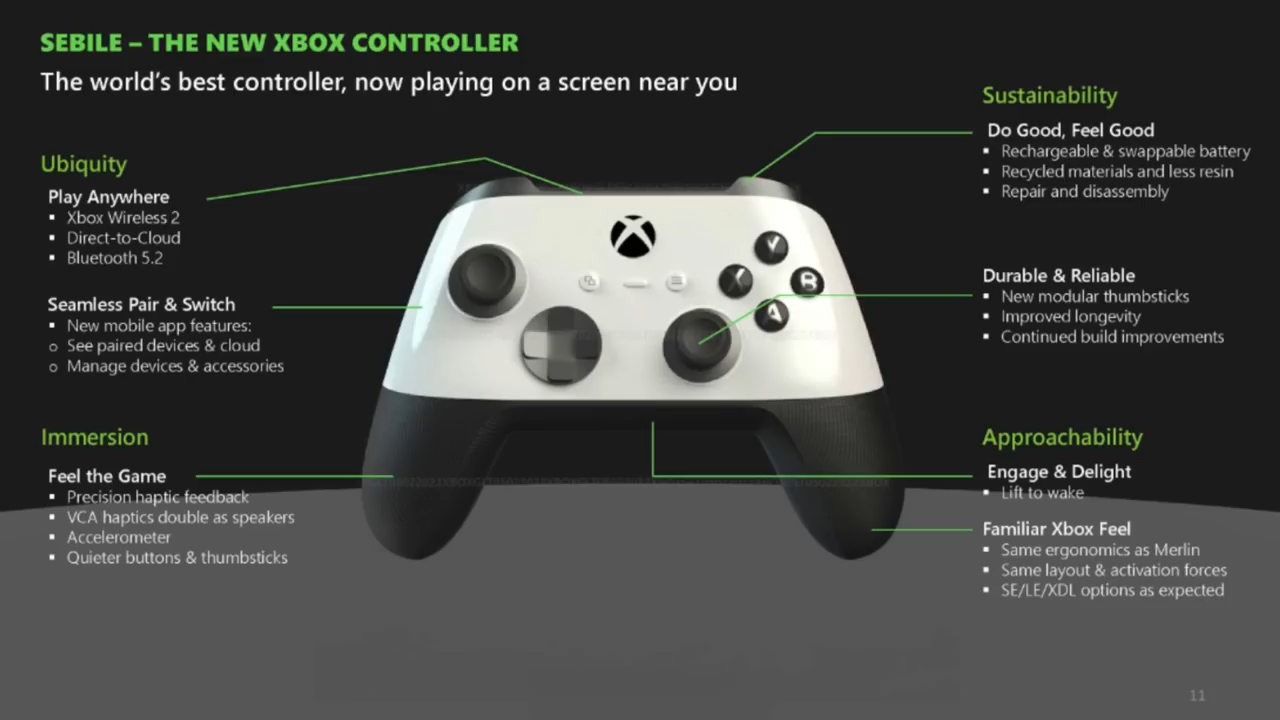 SEBILE – THE NEW XBOX CONTROLLER
The world's best controller, now playing on a screen near you
Ubiquity
Play Anywhere
▪ Xbox Wireless 2
▪ Direct-to-Cloud
▪ Bluetooth 5.2
Seamless Pair & Switch
▪ New mobile app features:
o See paired devices & cloud
o Manage devices & accessories
Immersion
Feel the Game
▪ Precision haptic feedback
▪ VCA haptics double as speakers
▪ Accelerometer
▪ Quieter buttons & thumbsticks
Y
X
B
A
Sustainability
Do Good, Feel Good
▪ Rechargeable & swappable battery
▪ Recycled materials and less resin
▪ Repair and disassembly
Durable & Reliable
▪ New modular thumbsticks
▪ Improved longevity
▪ Continued build improvements
Approachability
Engage & Delight
▪ Lift to wake
Familiar Xbox Feel
▪ Same ergonomics as Merlin
▪ Same layout & activation forces
▪ SE/LE/XDL options as expected
11